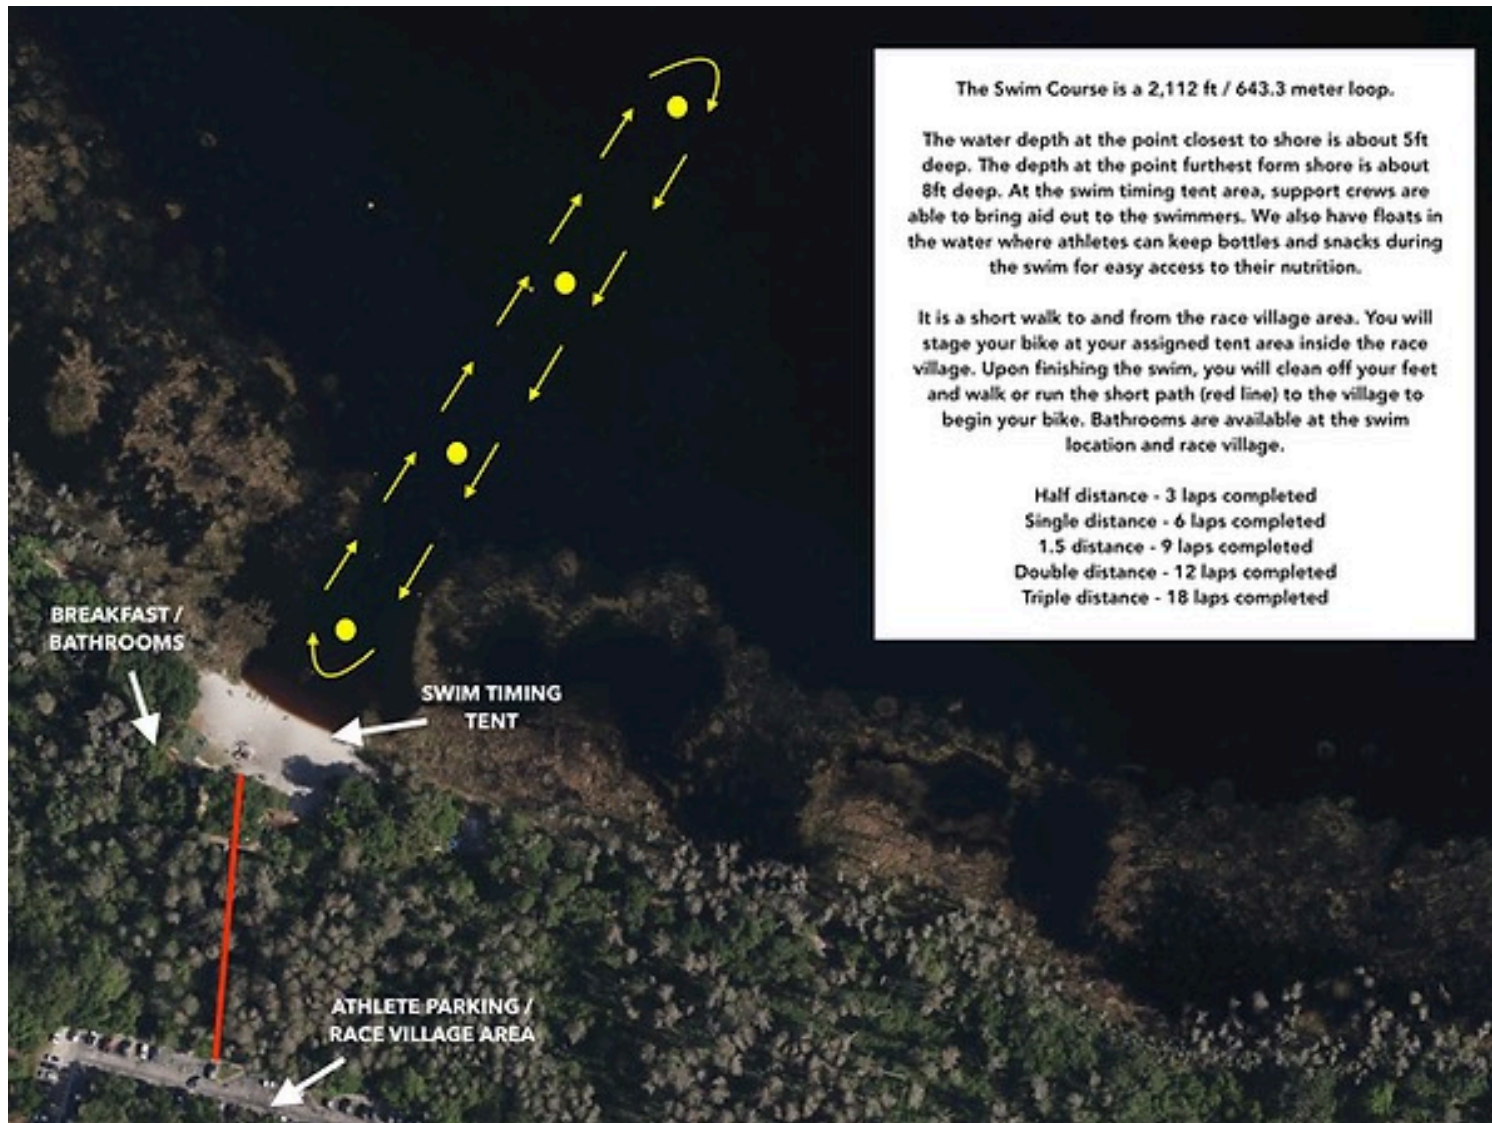 The Swim Course is a 2,112 ft / 643.3 meter loop.
The water depth at the point closest to shore is about 5ft
deep. The depth at the point furthest form shore is about
8ft deep. At the swim timing tent area, support crews are
able to bring aid out to the swimmers. We also have floats in
the water where athletes can keep bottles and snacks during
the swim for easy access to their nutrition.
It is a short walk to and from the race village area. You will
stage your bike at your assigned tent area inside the race
village. Upon finishing the swim, you will clean off your feet
and walk or run the short path (red line) to the village to
begin your bike. Bathrooms are available at the swim
location and race village.
Half distance - 3 laps completed
Single distance - 6 laps completed
1.5 distance - 9 laps completed
Double distance - 12 laps completed
Triple distance - 18 laps completed
BREAKFAST /
BATHROOMS
SWIM TIMING
TENT
ATHLETE PARKING /
RACE VILLAGE AREA